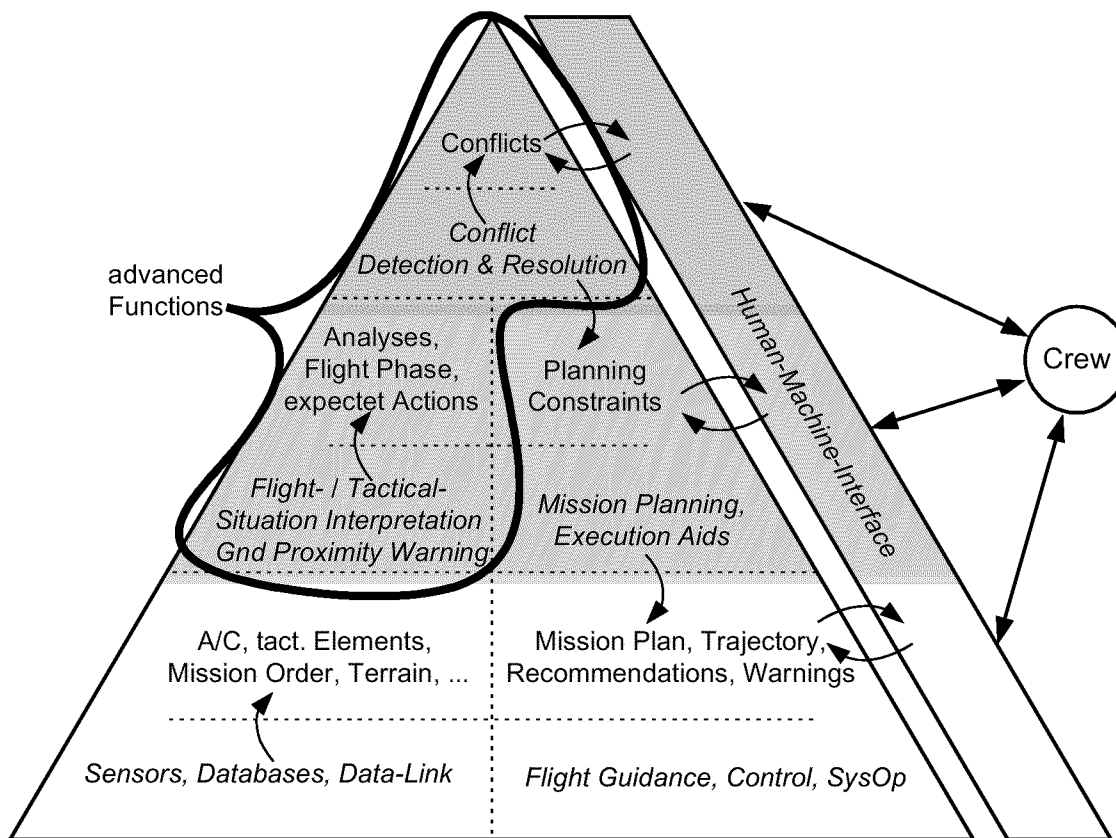 Conflicts
Conflict
Detection & Resolution
advanced
Functions
Analyses,
Flight Phase,
expectet Actions
Planning
Constraints
Human-Machine-Interface
Crew
Flight- / Tactical-
Situation Interpretation
Gnd Proximity Warning
Mission Planning,
Execution Aids
A/C, tact. Elements,
Mission Order, Terrain, ...
Mission Plan, Trajectory,
Recommendations, Warnings
Sensors, Databases, Data-Link
Flight Guidance, Control, SysOp